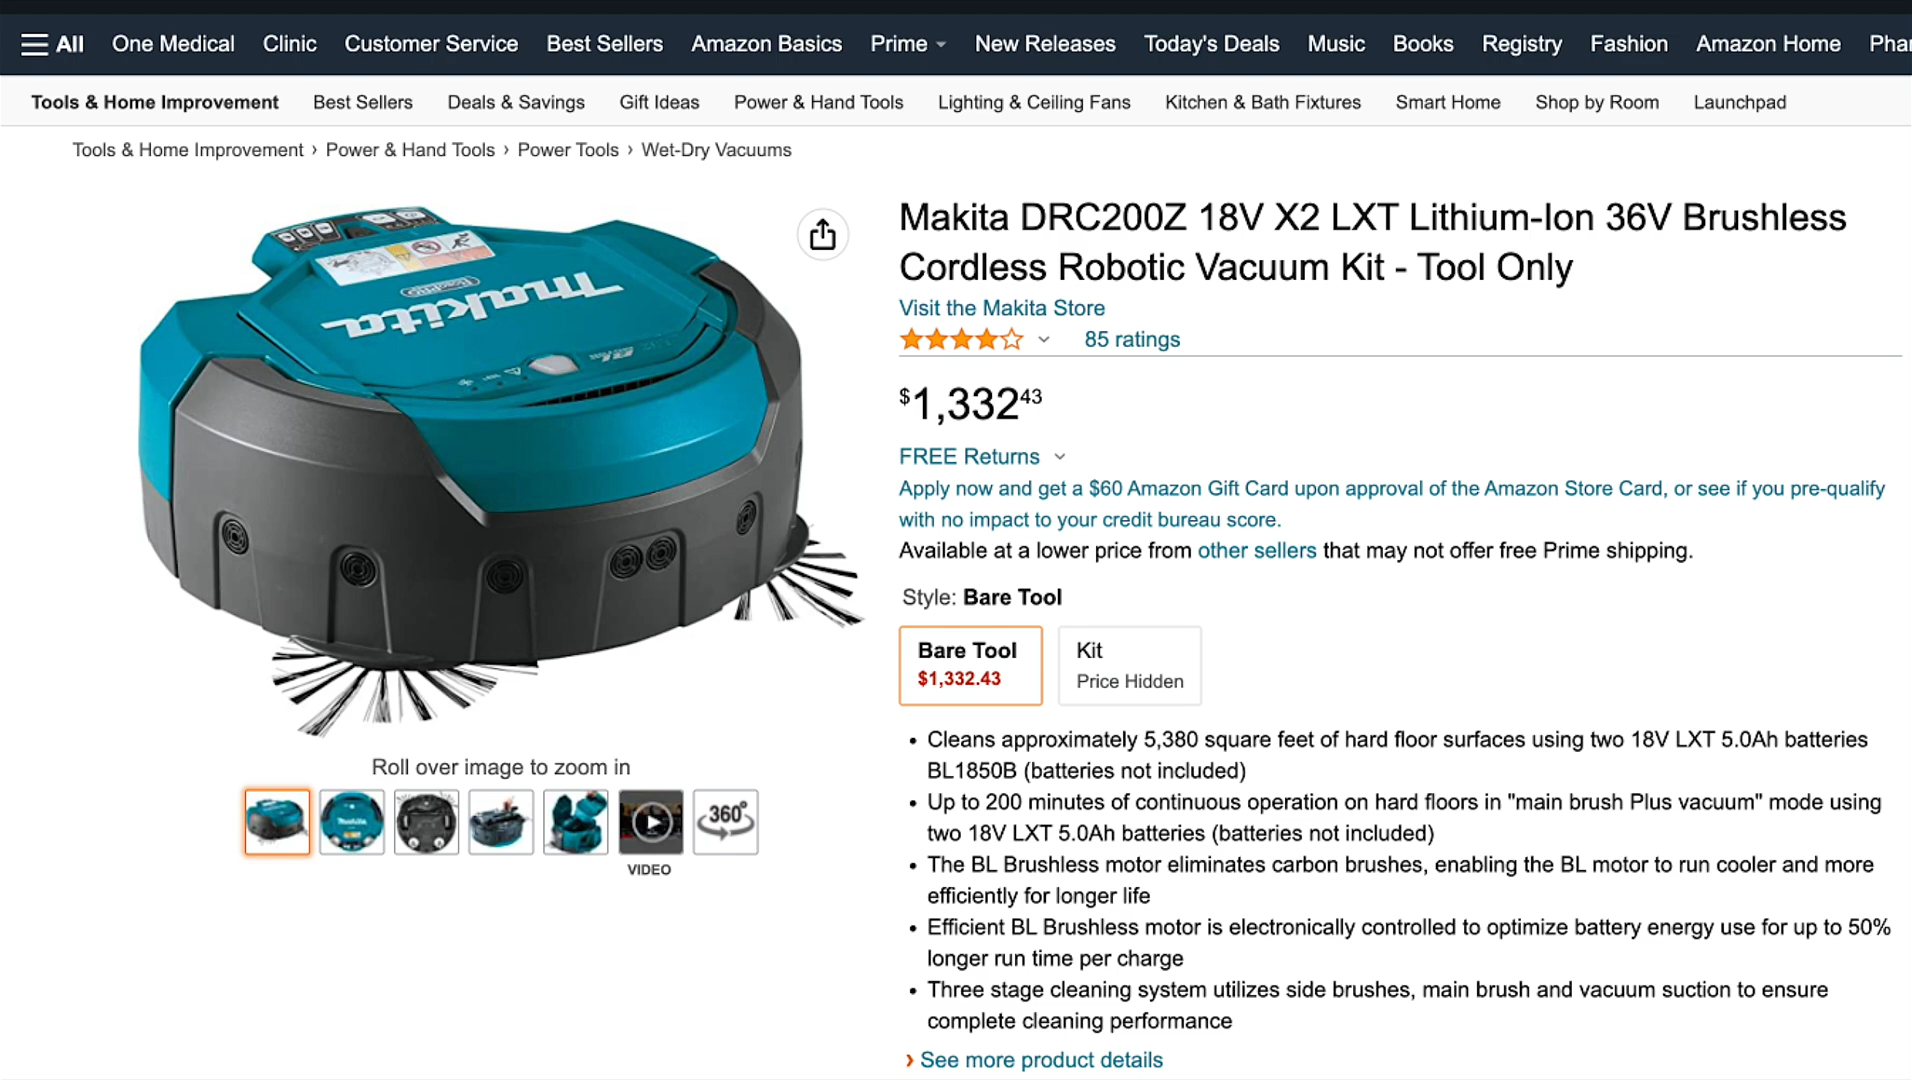 All One Medical Clinic Customer Service Best Sellers Amazon Basics Prime New Releases Today's Deals Music Books Registry Fashion Amazon Home Phar
Tools & Home Improvement Best Sellers Deals & Savings Gift Ideas Power & Hand Tools Lighting & Ceiling Fans Kitchen & Bath Fixtures Smart Home Shop by Room Launchpad
Tools & Home Improvement › Power & Hand Tools › Power Tools › Wet-Dry Vacuums
makita
Roll over image to zoom in
360°
VIDEO
Makita DRC200Z 18V X2 LXT Lithium-Ion 36V Brushless
Cordless Robotic Vacuum Kit - Tool Only
Visit the Makita Store
85 ratings
$1,332 43
FREE Returns
Apply now and get a $60 Amazon Gift Card upon approval of the Amazon Store Card, or see if you pre-qualify
with no impact to your credit bureau score.
Available at a lower price from other sellers that may not offer free Prime shipping.
Style: Bare Tool
Bare Tool Kit
$1,332.43 Price Hidden
• Cleans approximately 5,380 square feet of hard floor surfaces using two 18V LXT 5.0Ah batteries
BL1850B (batteries not included)
• Up to 200 minutes of continuous operation on hard floors in "main brush Plus vacuum" mode using
two 18V LXT 5.0Ah batteries (batteries not included)
• The BL Brushless motor eliminates carbon brushes, enabling the BL motor to run cooler and more
efficiently for longer life
• Efficient BL Brushless motor is electronically controlled to optimize battery energy use for up to 50%
longer run time per charge
• Three stage cleaning system utilizes side brushes, main brush and vacuum suction to ensure
complete cleaning performance
› See more product details